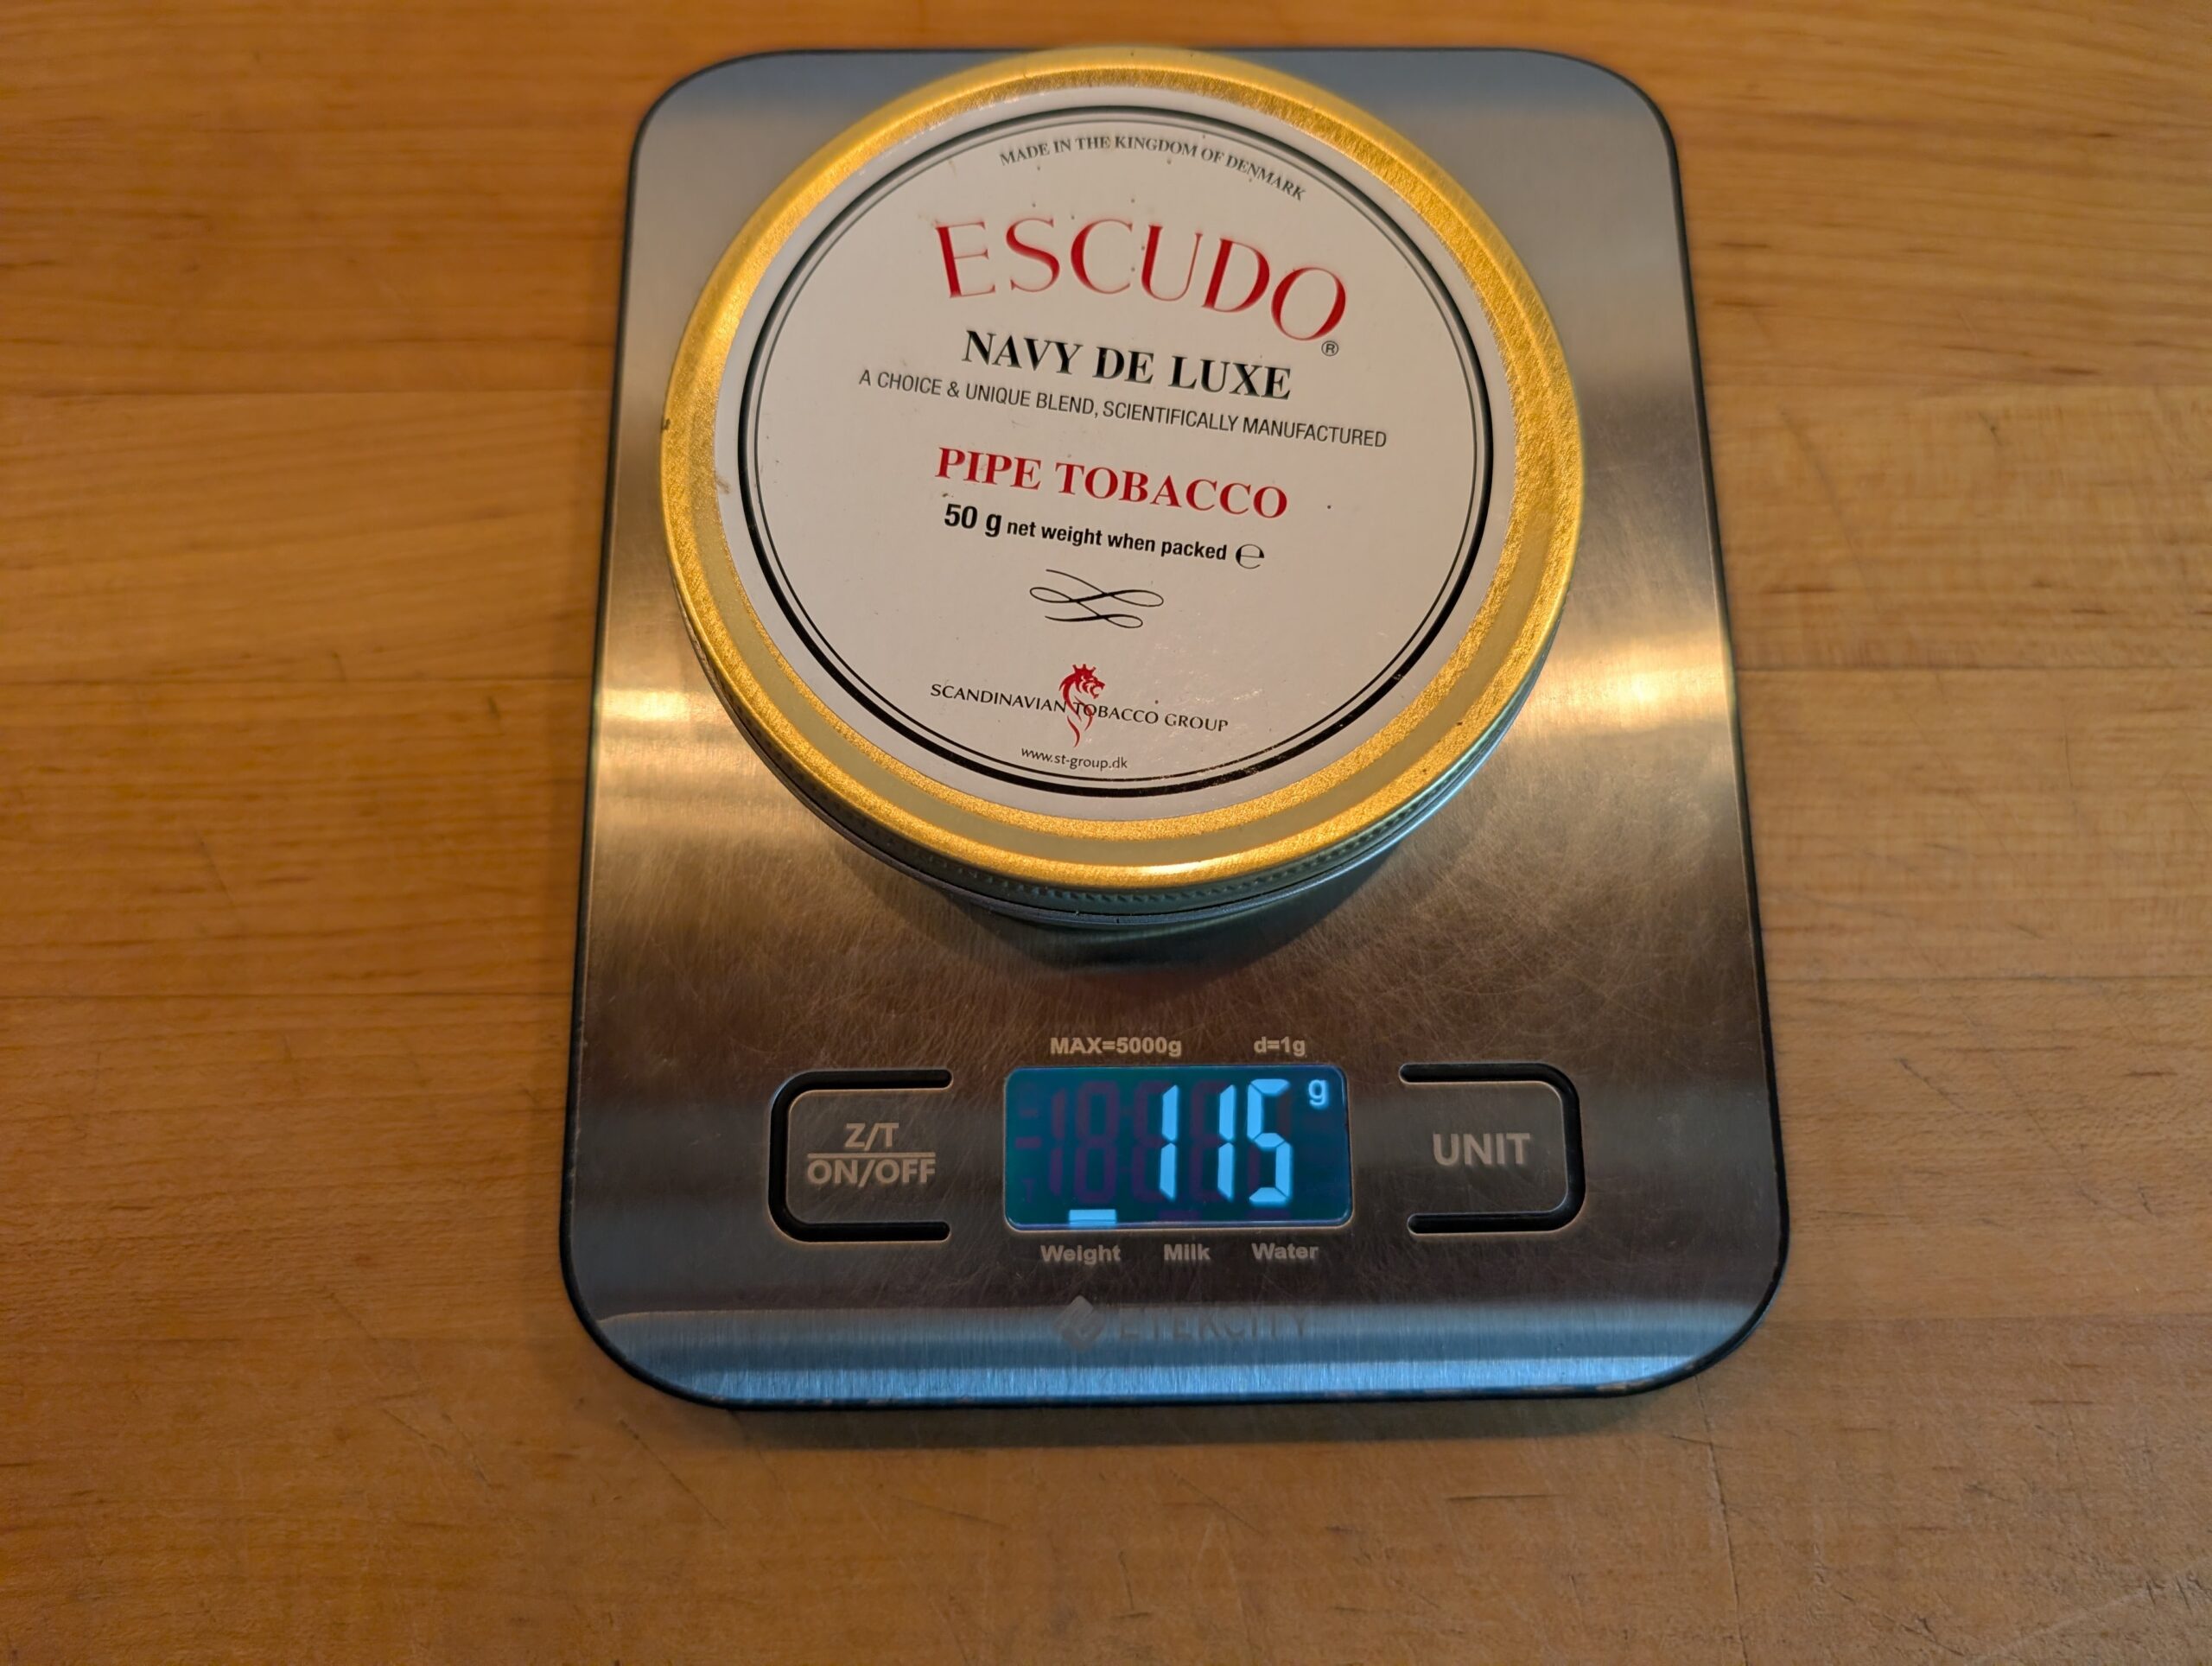 MADE IN THE KINGDOM OF DENMARK
ESCUDO®
NAVY DE LUXE
A CHOICE & UNIQUE BLEND, SCIENTIFICALLY MANUFACTURED
PIPE TOBACCO
50 g net weight when packed ℮
SCANDINAVIAN TOBACCO GROUP
www.st-group.dk
MAX=5000g d=1g
Z/T
ON/OFF
115 g
UNIT
Weight Milk Water
ETEKCITY